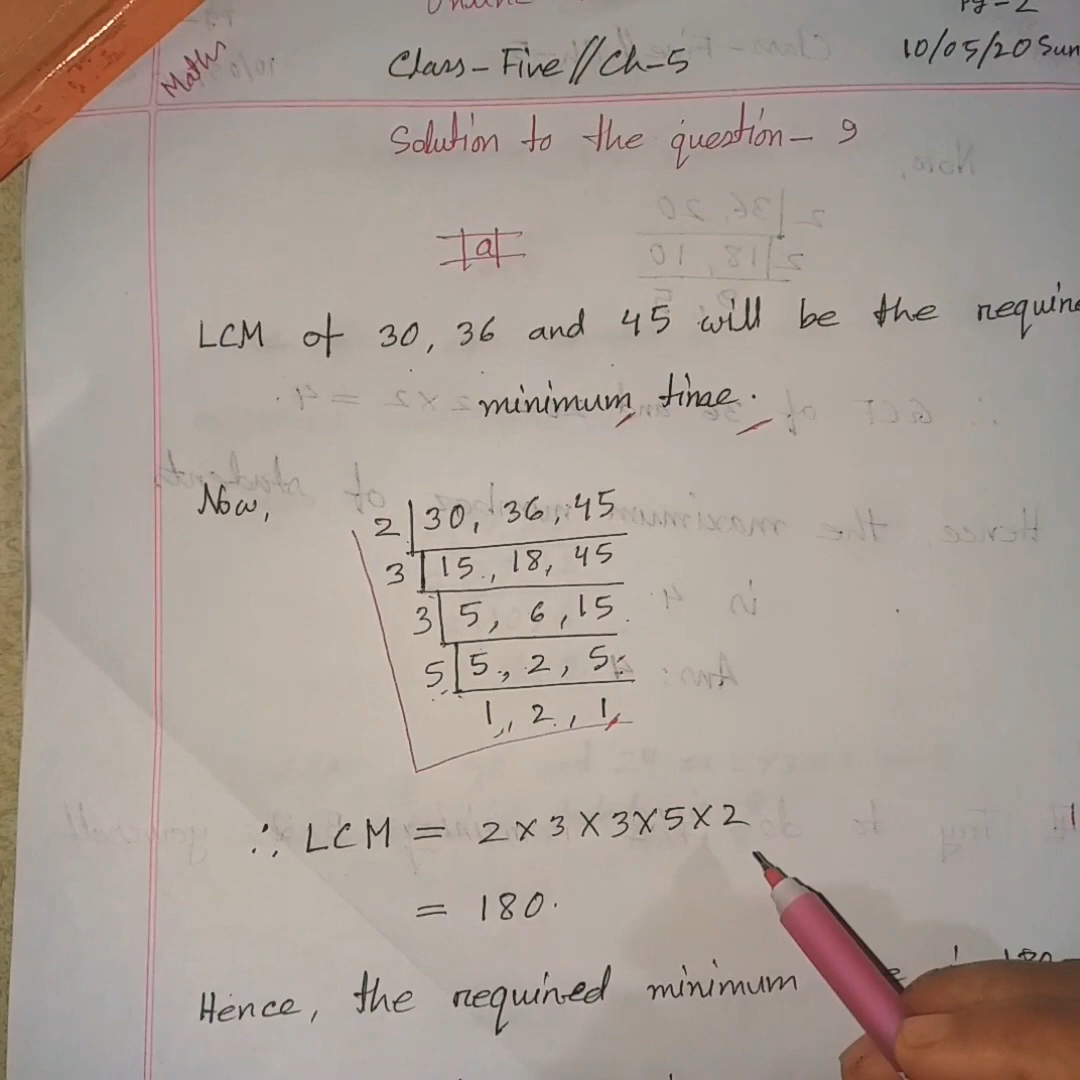 Pg-2
Maths
Class-Five//Ch-5
10/05/20 Sun
Solution to the question- 9
a
LCM of 30, 36 and 45 will be the
minimum time.
Now,
2 | 30, 36, 45
3 | 15, 18, 45
3 | 5, 6, 15
5 | 5, 2, 5
1, 2, 1
∴ LCM = 2 × 3 × 3 × 5 × 2
= 180.
Hence, the required minimum